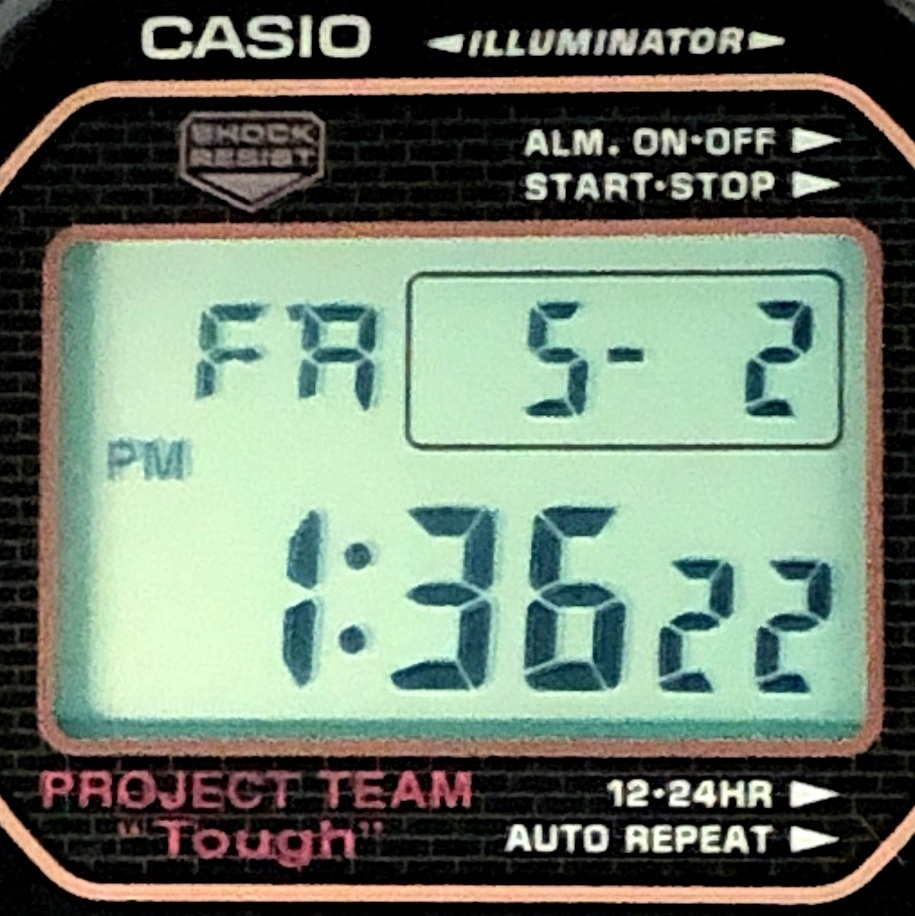 CASIO ILLUMINATOR
SHOCK
RESIST
ALM. ON·OFF
START·STOP
FR 5- 2
PM
1:36 22
PROJECT TEAM
"Tough"
12·24HR
AUTO REPEAT